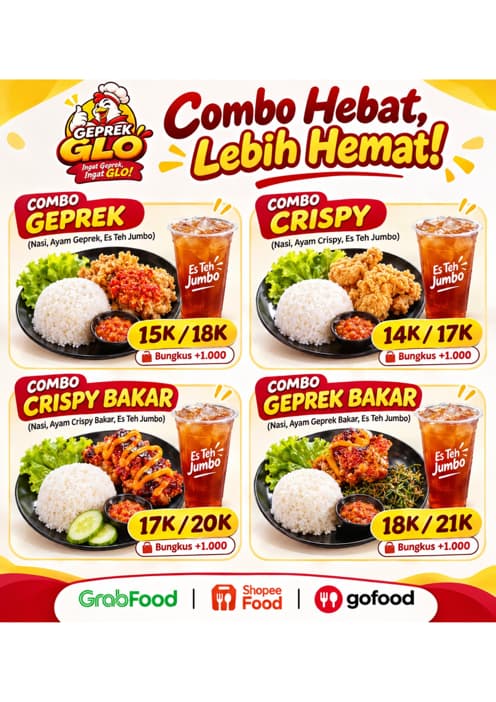 GEPREK
GLO
Ingat Geprek,
Ingat GLO!
Combo Hebat,
Lebih Hemat!
COMBO
GEPREK
(Nasi, Ayam Geprek, Es Teh Jumbo)
Es Teh
Jumbo
15K/18K
Bungkus +1.000
COMBO
CRISPY
(Nasi, Ayam Crispy, Es Teh Jumbo)
Es Teh
Jumbo
14K/17K
Bungkus +1.000
COMBO
CRISPY BAKAR
(Nasi, Ayam Crispy Bakar, Es Teh Jumbo)
Es Teh
Jumbo
17K/20K
Bungkus +1.000
COMBO
GEPREK BAKAR
(Nasi, Ayam Geprek Bakar, Es Teh Jumbo)
Es Teh
Jumbo
18K/21K
Bungkus +1.000
GrabFood
Shopee
Food
gofood